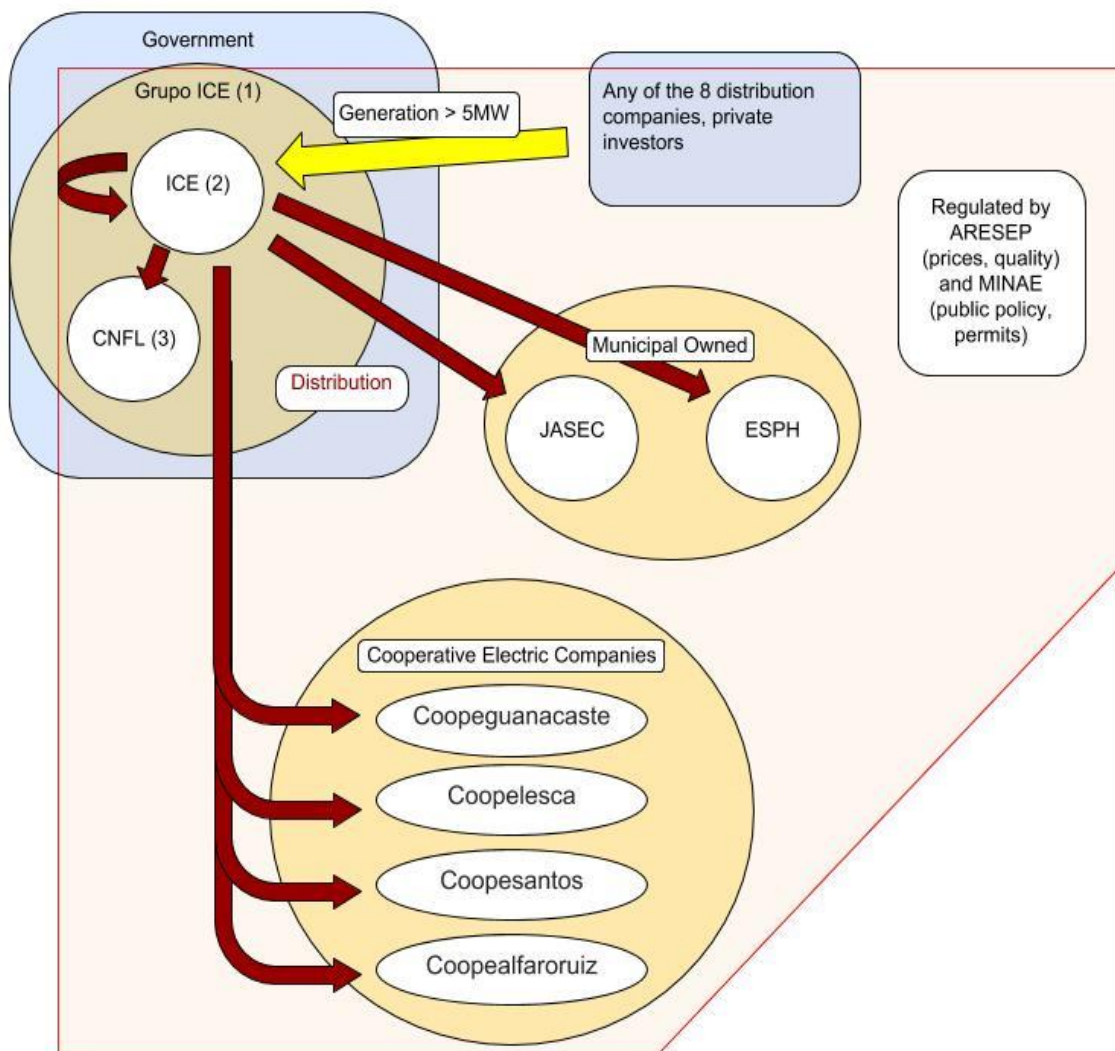 Government
Grupo ICE (1)
Generation > 5MW
Any of the 8 distribution
companies, private
investors
ICE (2)
Regulated by
ARESEP
(prices, quality)
and MINAE
(public policy,
permits)
CNFL (3)
Municipal Owned
Distribution
JASEC
ESPH
Cooperative Electric Companies
Coopeguanacaste
Coopelesca
Coopesantos
Coopealfaroruiz